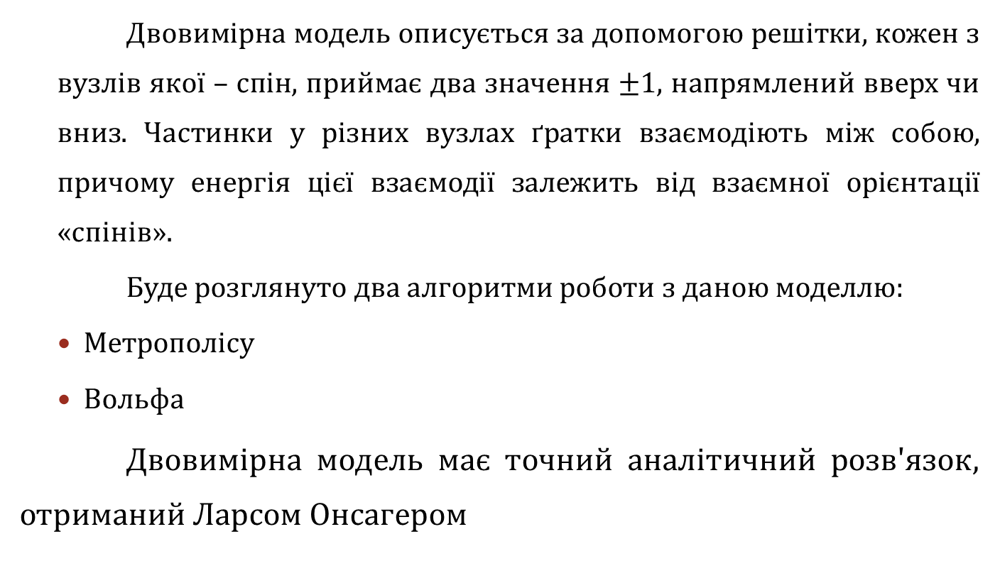 Двовимірна модель описується за допомогою решітки, кожен з
вузлів якої – спін, приймає два значення ±1, напрямлений вверх чи
вниз. Частинки у різних вузлах ґратки взаємодіють між собою,
причому енергія цієї взаємодії залежить від взаємної орієнтації
«спінів».
Буде розглянуто два алгоритми роботи з даною моделлю:
• Метрополісу
• Вольфа
Двовимірна модель має точний аналітичний розв'язок,
отриманий Ларсом Онсагером